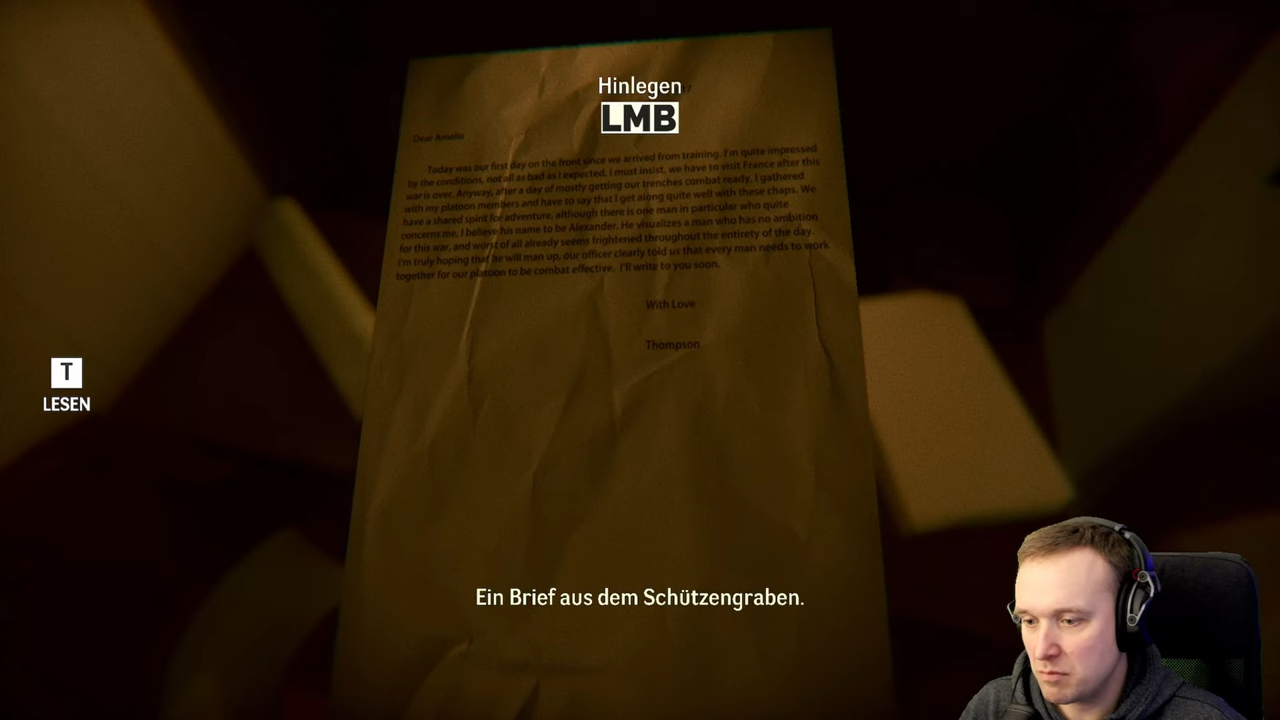 Hinlegen
LMB
Dear Amelia
Today was our first day on the front since we arrived from training. I'm quite impressed
by the conditions, not all as bad as I expected. I must insist, we have to visit France after this
war is over. Anyway, after a day of mostly getting our trenches combat ready, I gathered
with my platoon members and have to say that I get along quite well with these chaps. We
have a shared spirit for adventure, although there is one man in particular who quite
concerns me, I believe his name to be Alexander. He visualizes a man who has no ambition
for this war, and worst of all already seems frightened throughout the entirety of the day.
I'm truly hoping that he will man up, our officer clearly told us that every man needs to work
together for our platoon to be combat effective. I'll write to you soon.
With Love
Thompson
T
LESEN
Ein Brief aus dem Schützengraben.